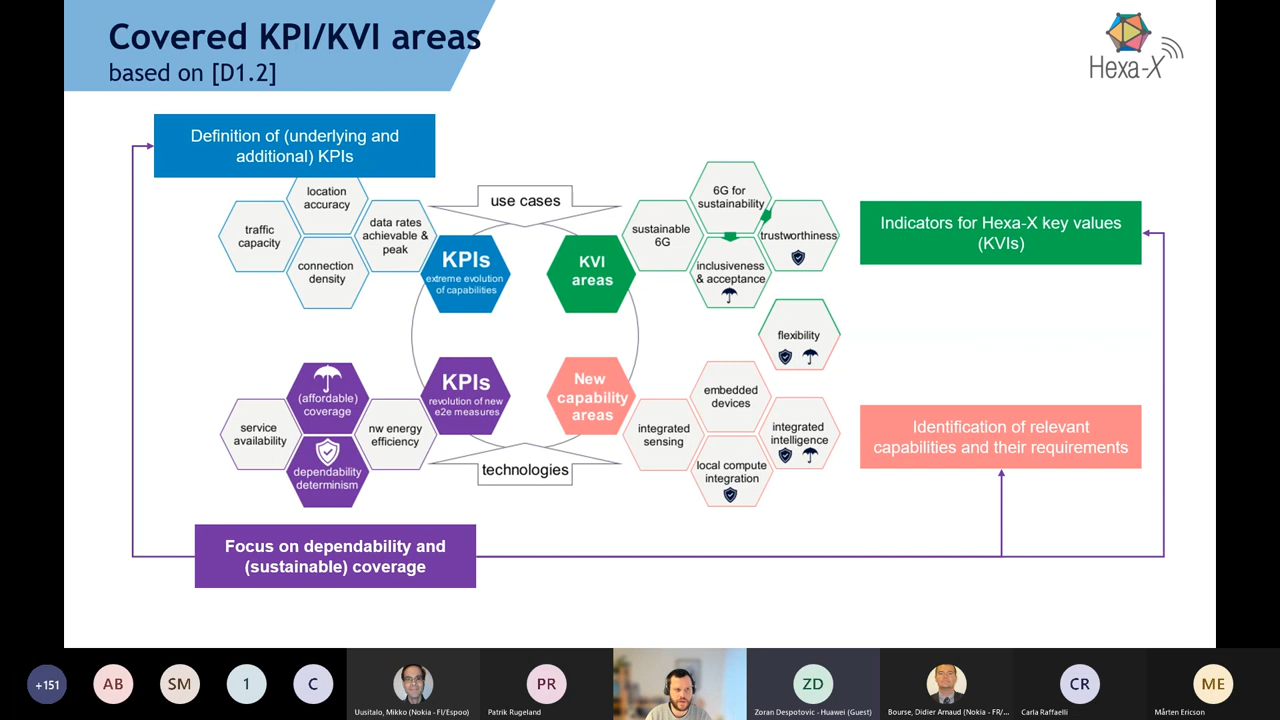 Covered KPI/KVI areas
based on [D1.2]
Hexa-X
Definition of (underlying and
additional) KPIs
location
accuracy
traffic
capacity
data rates
achievable &
peak
connection
density
use cases
KPIs
extreme evolution
of capabilities
KVI
areas
6G for
sustainability
sustainable
6G
trustworthiness
inclusiveness
& acceptance
flexibility
Indicators for Hexa-X key values
(KVIs)
(affordable)
coverage
service
availability
nw energy
efficiency
dependability
determinism
KPIs
revolution of new
e2e measures
New
capability
areas
technologies
embedded
devices
integrated
sensing
integrated
intelligence
local compute
integration
Identification of relevant
capabilities and their requirements
Focus on dependability and
(sustainable) coverage
+151
AB
SM
1
C
Uusitalo, Mikko (Nokia - FI/Espoo)
PR
Patrik Rugeland
ZD
Zoran Despotovic - Huawei (Guest)
Bourse, Didier Arnaud (Nokia - FR/...
CR
Carla Raffaelli
ME
Mårten Ericson